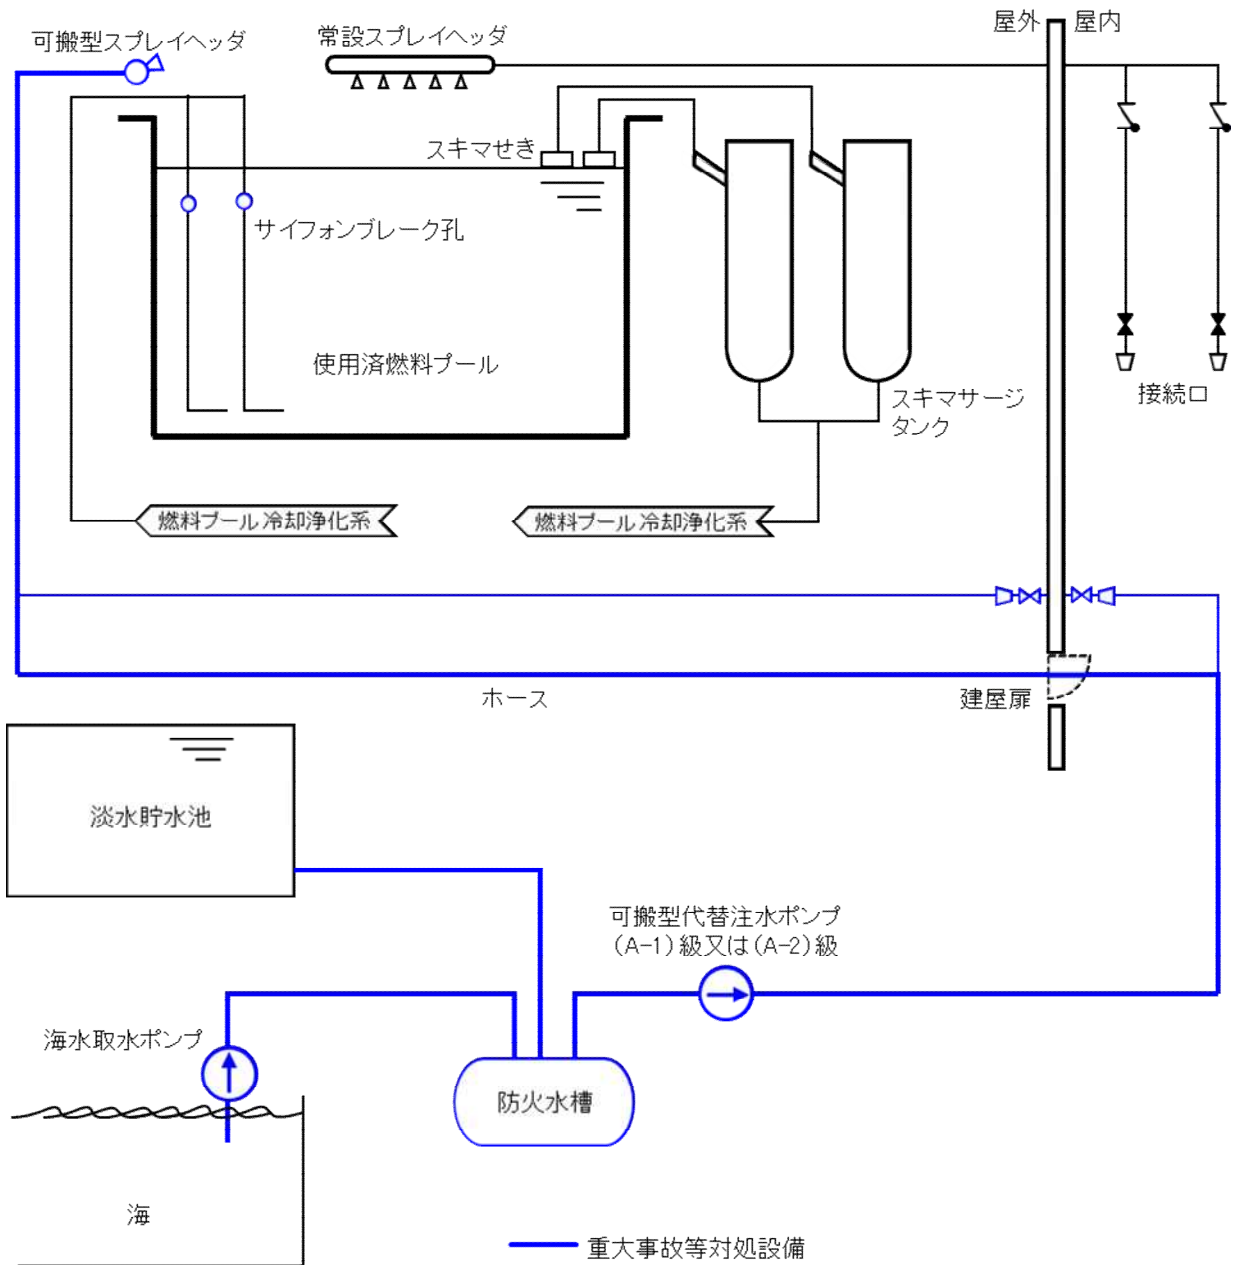 屋外
屋内
可搬型スプレイヘッダ
常設スプレイヘッダ
スキマせき
サイフォンブレーク孔
使用済燃料プール
スキマサージ
タンク
接続口
燃料プール冷却浄化系
燃料プール冷却浄化系
ホース
建屋扉
淡水貯水池
可搬型代替注水ポンプ
(A-1)級又は(A-2)級
海水取水ポンプ
防火水槽
海
重大事故等対処設備